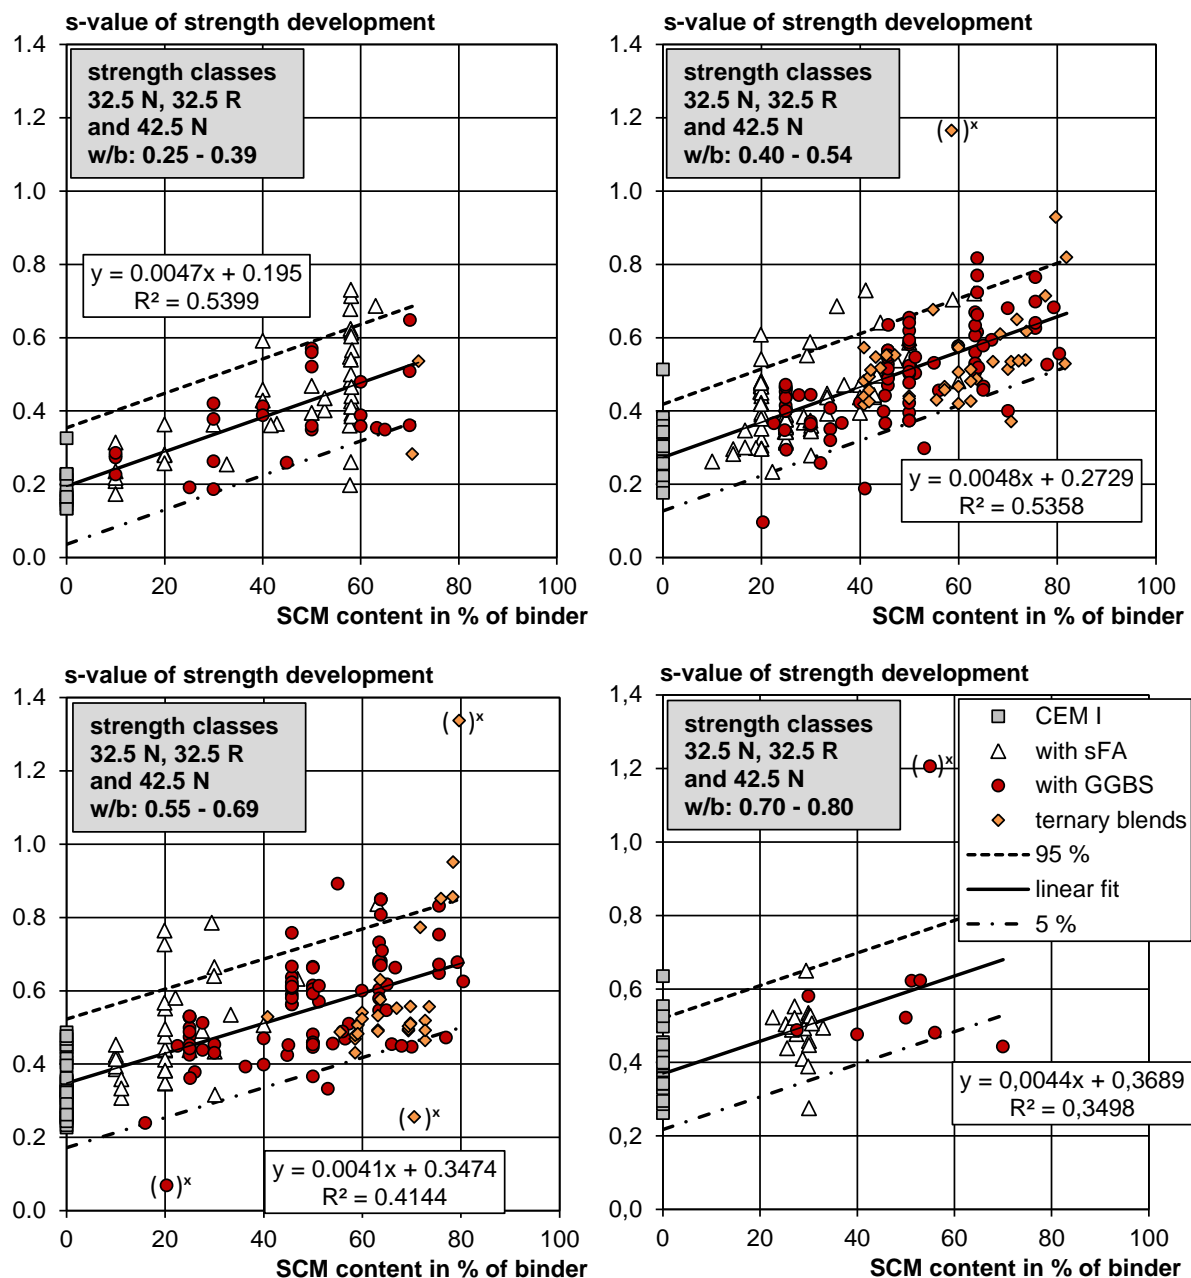 s-value of strength development
1.4
1.2
1.0
0.8
0.6
0.4
0.2
0.0
strength classes
32.5 N, 32.5 R
and 42.5 N
w/b: 0.25 - 0.39
y = 0.0047x + 0.195
R² = 0.5399
0 20 40 60 80 100
SCM content in % of binder
s-value of strength development
1.4
1.2
1.0
0.8
0.6
0.4
0.2
0.0
strength classes
32.5 N, 32.5 R
and 42.5 N
w/b: 0.40 - 0.54
( )x
y = 0.0048x + 0.2729
R² = 0.5358
0 20 40 60 80 100
SCM content in % of binder
s-value of strength development
1.4
1.2
1.0
0.8
0.6
0.4
0.2
0.0
strength classes
32.5 N, 32.5 R
and 42.5 N
w/b: 0.55 - 0.69
( )x
( )x
( )x
y = 0.0041x + 0.3474
R² = 0.4144
0 20 40 60 80 100
SCM content in % of binder
s-value of strength development
1,4
1,2
1,0
0,8
0,6
0,4
0,2
0,0
strength classes
32.5 N, 32.5 R
and 42.5 N
w/b: 0.70 - 0.80
( )x
CEM I
with sFA
with GGBS
ternary blends
95 %
linear fit
5 %
y = 0,0044x + 0,3689
R² = 0,3498
0 20 40 60 80 100
SCM content in % of binder